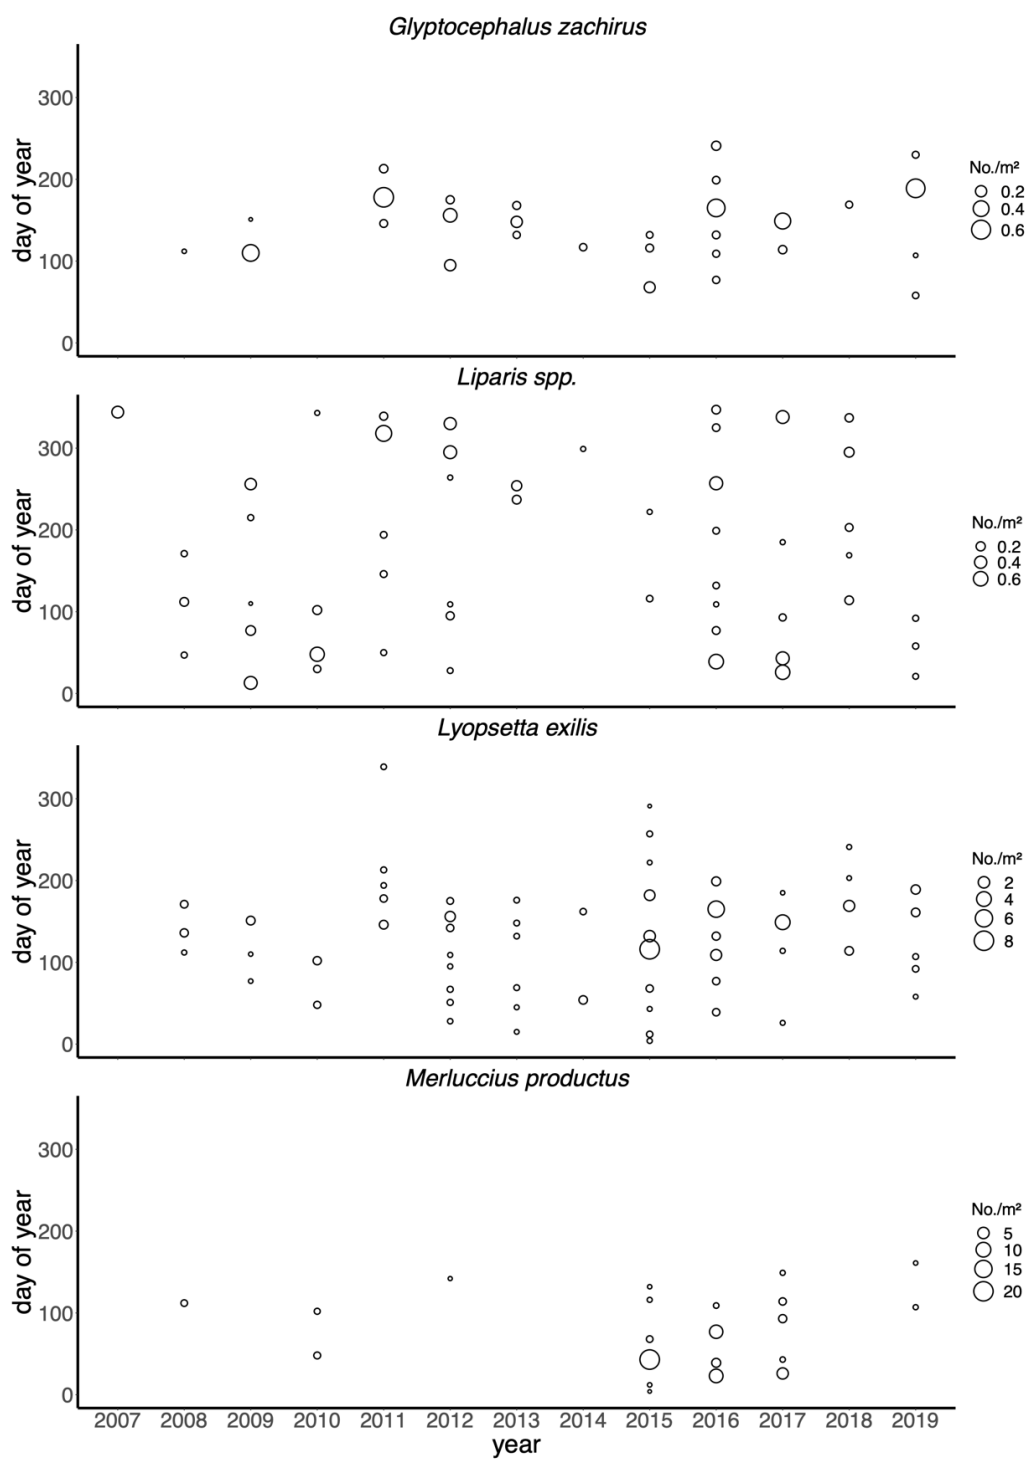 Glyptocephalus zachirus
day of year
300
200
100
0
No./m²
0.2
0.4
0.6
Liparis spp.
day of year
300
200
100
0
No./m²
0.2
0.4
0.6
Lyopsetta exilis
day of year
300
200
100
0
No./m²
2
4
6
8
Merluccius productus
day of year
300
200
100
0
No./m²
5
10
15
20
2007 2008 2009 2010 2011 2012 2013 2014 2015 2016 2017 2018 2019
year